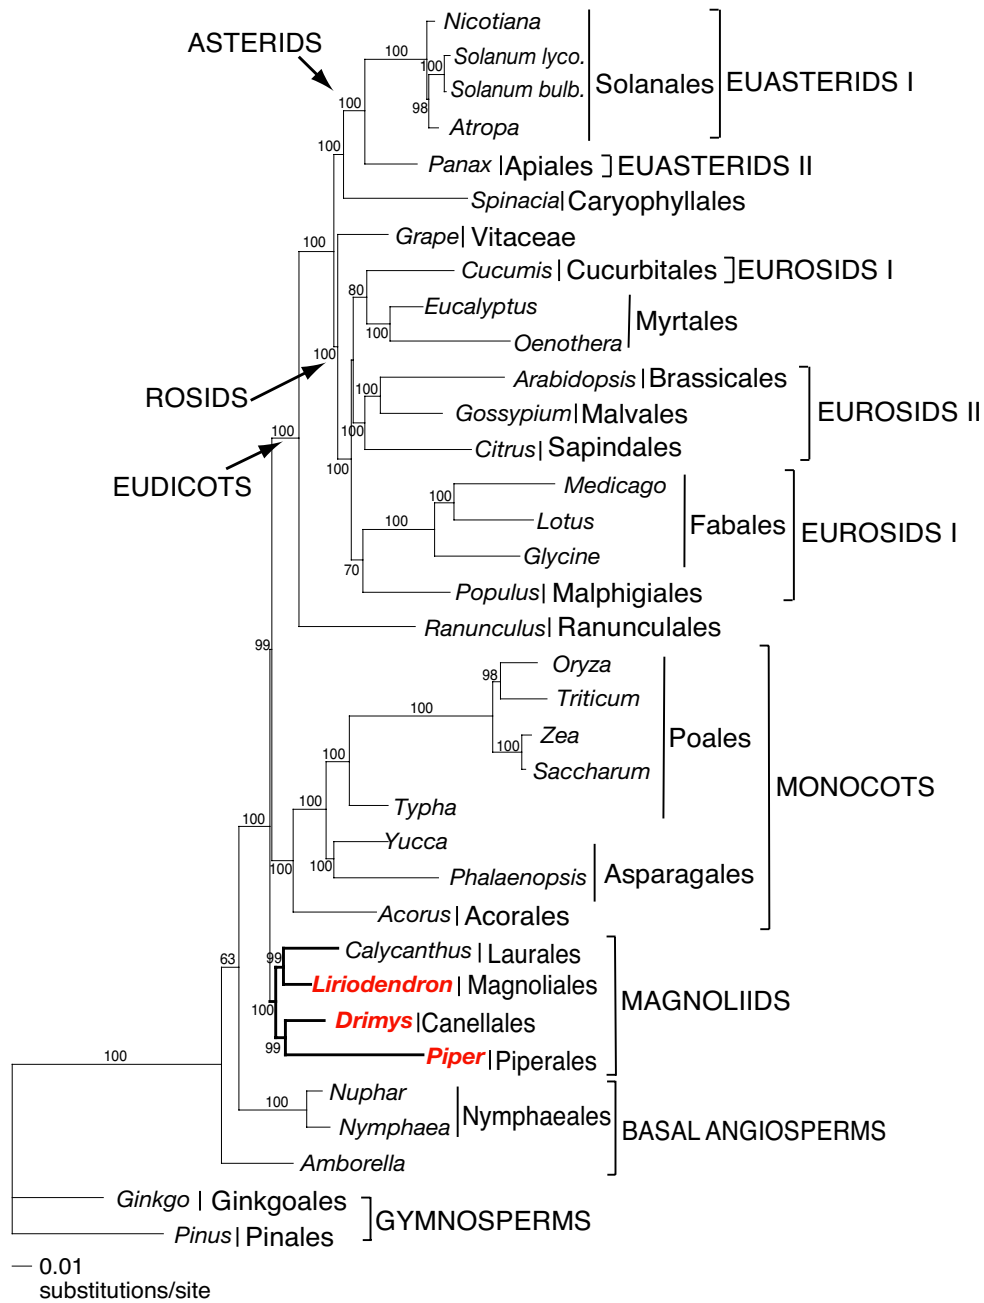 ASTERIDS
Nicotiana
Solanum lyco.
Solanum bulb.
Atropa
Solanales
EUASTERIDS I
100
100
98
100
Panax
Apiales
EUASTERIDS II
100
Spinacia
Caryophyllales
100
Grape
Vitaceae
Cucumis
Cucurbitales
EUROSIDS I
80
Eucalyptus
100
Oenothera
Myrtales
100
ROSIDS
Arabidopsis
Brassicales
100
Gossypium
Malvales
EUROSIDS II
100
Citrus
Sapindales
100
EUDICOTS
100
Medicago
100
Lotus
Fabales
100
Glycine
EUROSIDS I
70
Populus
Malphigiales
Ranunculus
Ranunculales
99
Oryza
98
Triticum
100
Zea
100
Saccharum
Poales
100
Typha
MONOCOTS
100
Yucca
100
Phalaenopsis
Asparagales
100
100
Acorus
Acorales
Calycanthus
Laurales
99
63
Liriodendron
Magnoliales
MAGNOLIIDS
100
Drimys
Canellales
99
Piper
Piperales
100
Nuphar
100
Nymphaea
Nymphaeales
BASAL ANGIOSPERMS
Amborella
Ginkgo
Ginkgoales
GYMNOSPERMS
Pinus
Pinales
0.01
substitutions/site